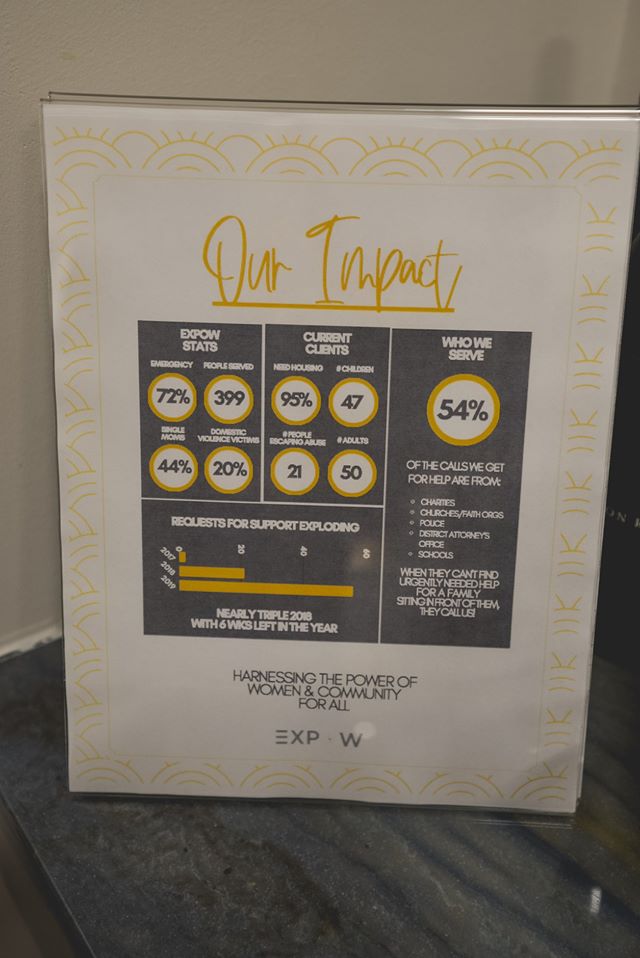 Our Impact
EXPOW
STATS
EMERGENCY
PEOPLE SERVED
72%
399
SINGLE
MOMS
DOMESTIC
VIOLENCE VICTIMS
44%
20%
CURRENT
CLIENTS
NEED HOUSING
# CHILDREN
95%
47
# PEOPLE
ESCAPING ABUSE
# ADULTS
21
50
WHO WE
SERVE
54%
OF THE CALLS WE GET
FOR HELP ARE FROM:
CHARITIES
CHURCHES/FAITH ORGS
POLICE
DISTRICT ATTORNEY'S
OFFICE
SCHOOLS
WHEN THEY CAN'T FIND
URGENTLY NEEDED HELP
FOR A FAMILY
SITTING IN FRONT OF THEM,
THEY CALL US!
REQUESTS FOR SUPPORT EXPLODING
0 20 40 60
2017
2018
2019
NEARLY TRIPLE 2018
WITH 6 WKS LEFT IN THE YEAR
HARNESSING THE POWER OF
WOMEN & COMMUNITY
FOR ALL
EXP · W